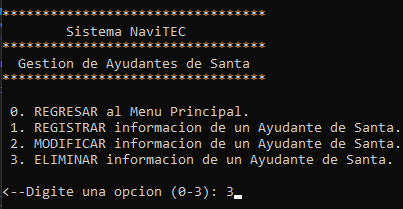 *********************************
Sistema NaviTEC
*********************************
Gestion de Ayudantes de Santa
*********************************
0. REGRESAR al Menu Principal.
1. REGISTRAR informacion de un Ayudante de Santa.
2. MODIFICAR informacion de un Ayudante de Santa.
3. ELIMINAR informacion de un Ayudante de Santa.
<--Digite una opcion (0-3): 3_